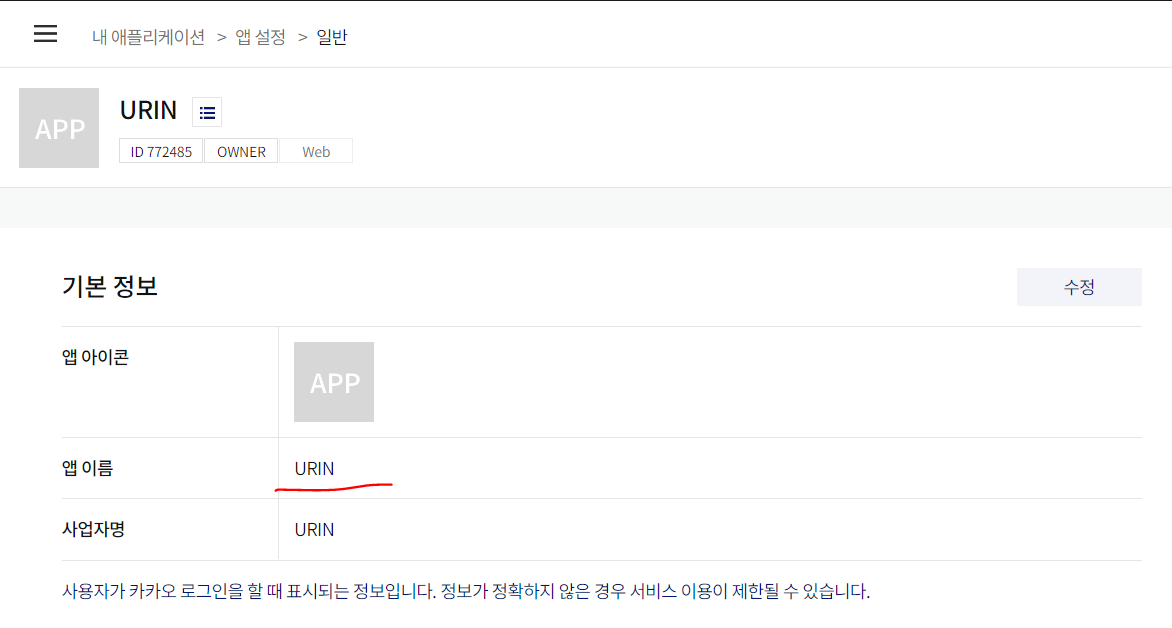 내 애플리케이션 > 앱 설정 > 일반
APP
URIN
ID 772485 OWNER Web
기본 정보
수정
앱 아이콘
APP
앱 이름
URIN
사업자명
URIN
사용자가 카카오 로그인을 할 때 표시되는 정보입니다. 정보가 정확하지 않은 경우 서비스 이용이 제한될 수 있습니다.